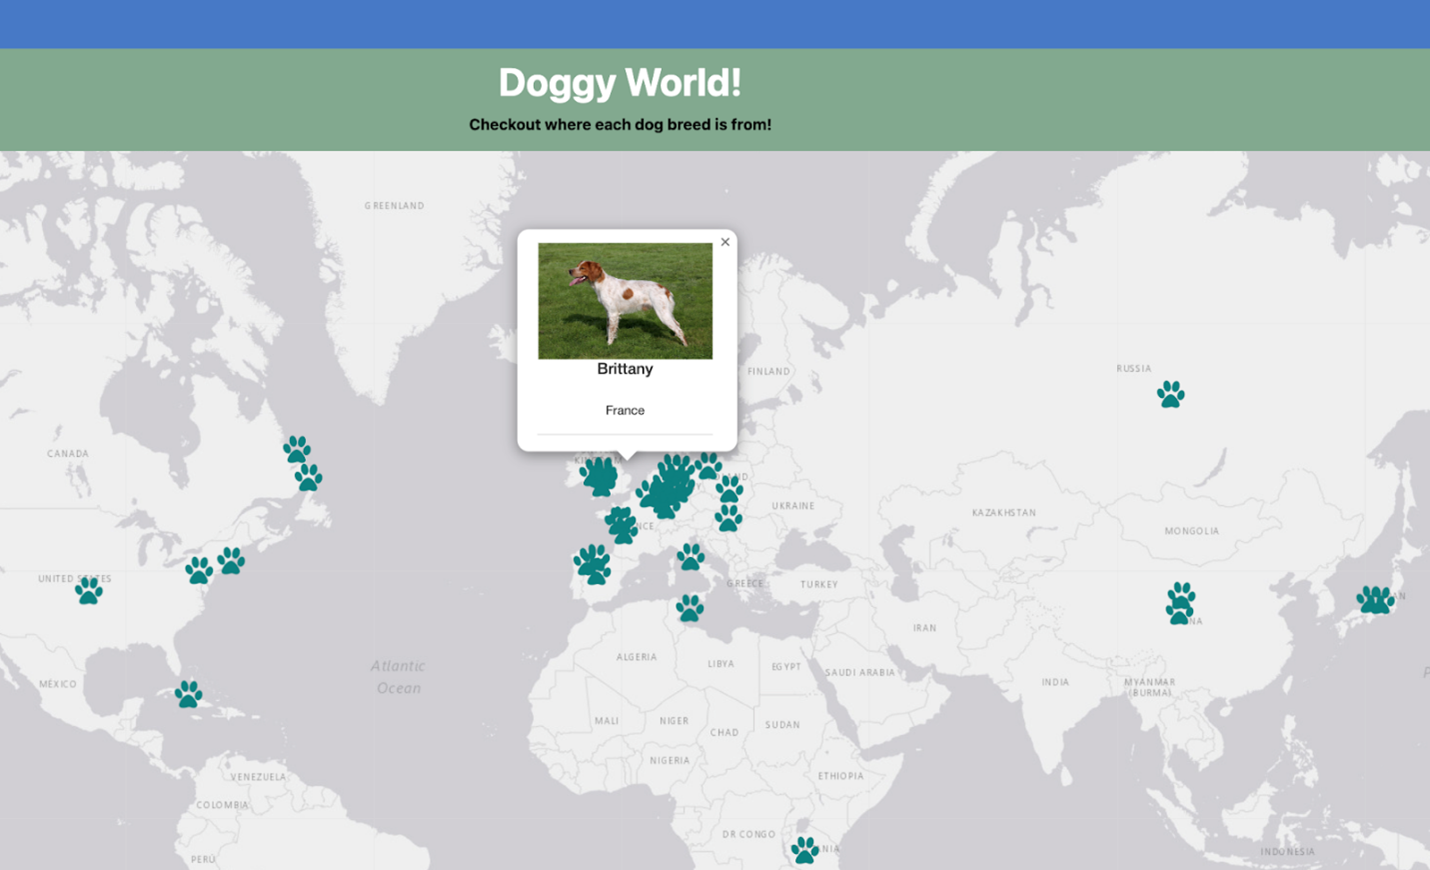 Doggy World!
Checkout where each dog breed is from!
GREENLAND
×
Brittany
France
FINLAND
RUSSIA
CANADA
UKRAINE
KAZAKHSTAN
MONGOLIA
UNITED STATES
GREECE
TURKEY
IRAN
Atlantic
Ocean
ALGERIA
LIBYA
EGYPT
SAUDI ARABIA
MÉXICO
INDIA
MYANMAR
(BURMA)
MALI
NIGER
CHAD
SUDAN
NIGERIA
ETHIOPIA
VENEZUELA
COLOMBIA
DR CONGO
PERÚ
INDONESIA